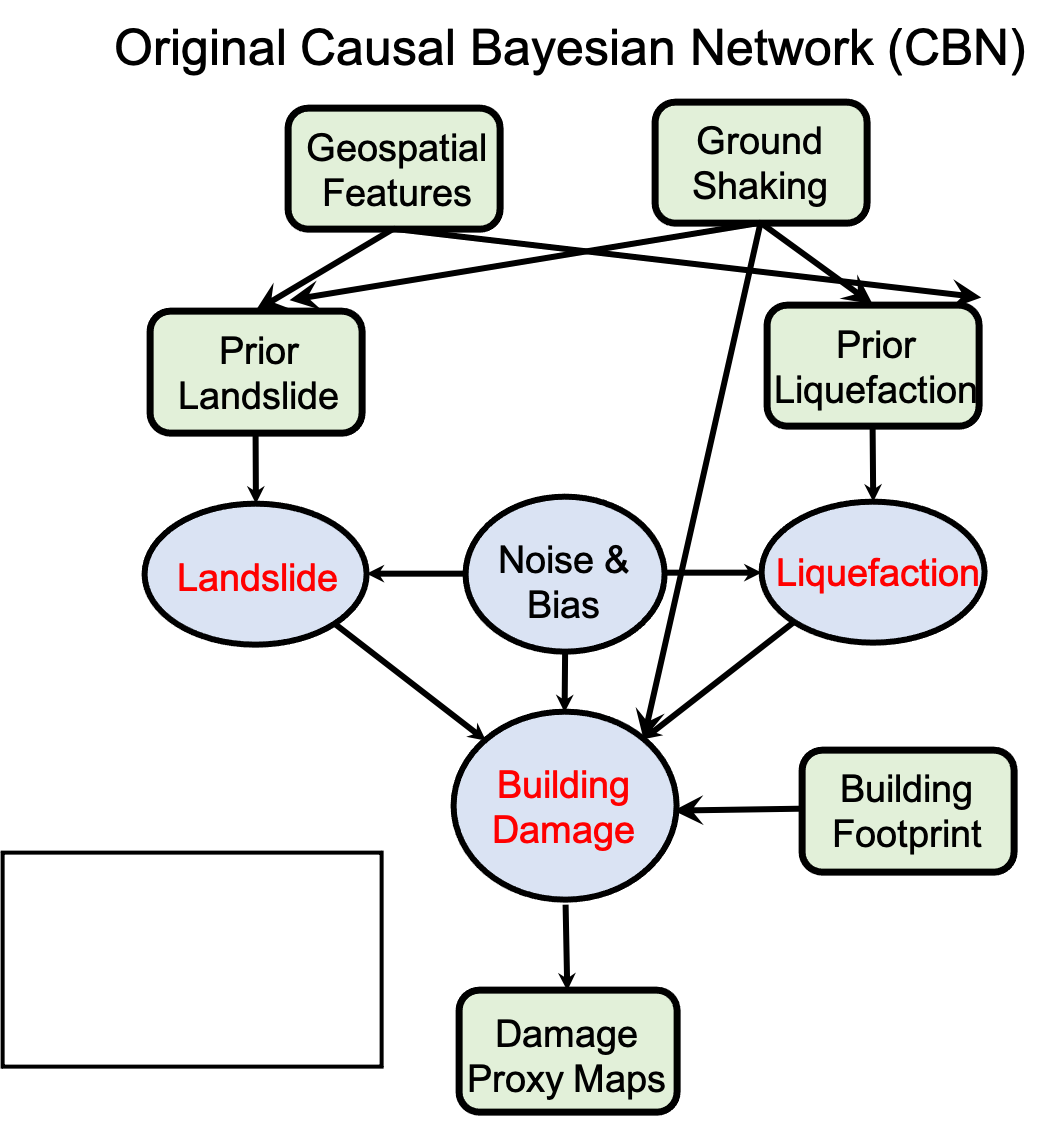 Original Causal Bayesian Network (CBN)
Geospatial
Features
Ground
Shaking
Prior
Landslide
Prior
Liquefaction
Landslide
Noise &
Bias
Liquefaction
Building
Damage
Building
Footprint
Damage
Proxy Maps